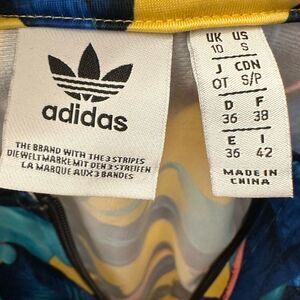 adidas
THE BRAND WITH THE 3 STRIPES
DIE WELTMARKE MIT DEN 3 STREIFEN
LA MARQUE AUX 3 BANDES
UK US
10 S
J CDN
OT S/P
D F
36 38
E I
36 42
MADE IN
CHINA